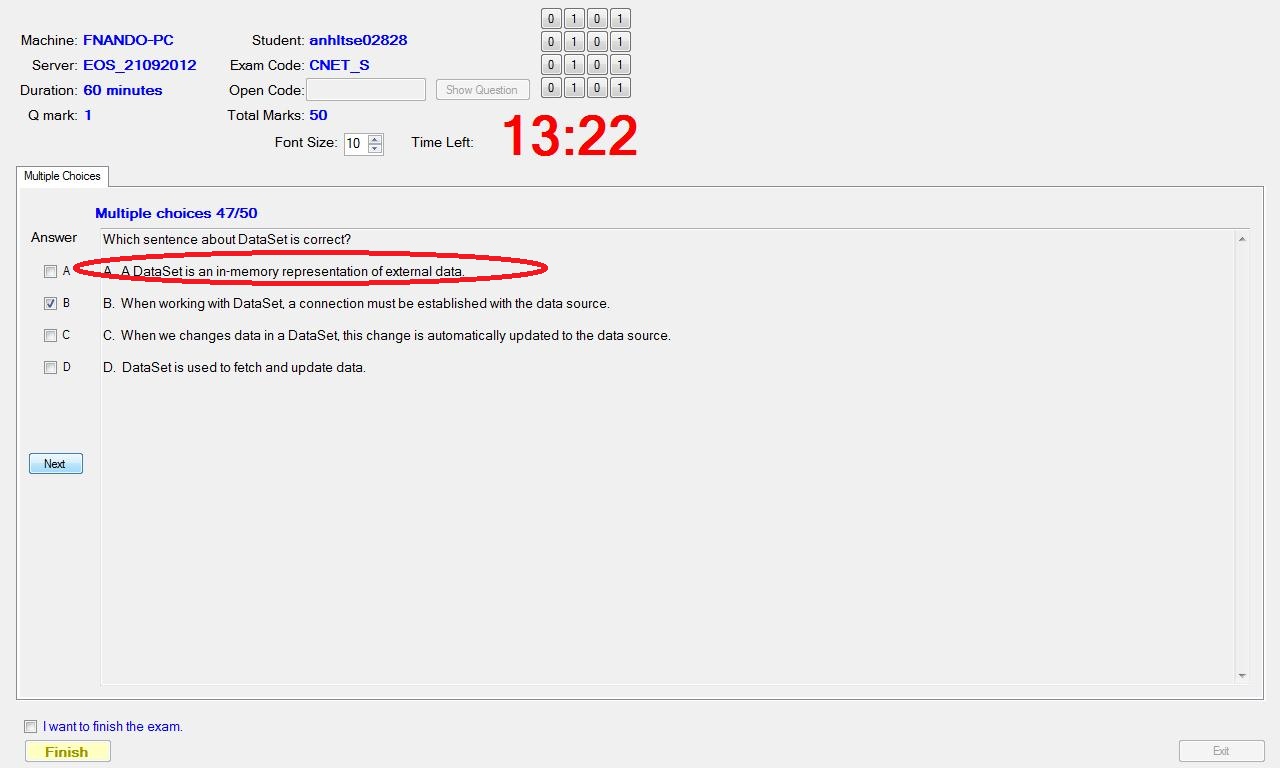 Machine: FNANDO-PC Student: anhltse02828 0 1 0 1
Server: EOS_21092012 Exam Code: CNET_S 0 1 0 1
Duration: 60 minutes Open Code: Show Question 0 1 0 1
Q mark: 1 Total Marks: 50 0 1 0 1
Font Size: 10 Time Left: 13:22
Multiple Choices
Multiple choices 47/50
Answer Which sentence about DataSet is correct?
A A. A DataSet is an in-memory representation of external data.
B B. When working with DataSet, a connection must be established with the data source.
C C. When we changes data in a DataSet, this change is automatically updated to the data source.
D D. DataSet is used to fetch and update data.
Next
I want to finish the exam.
Finish Exit